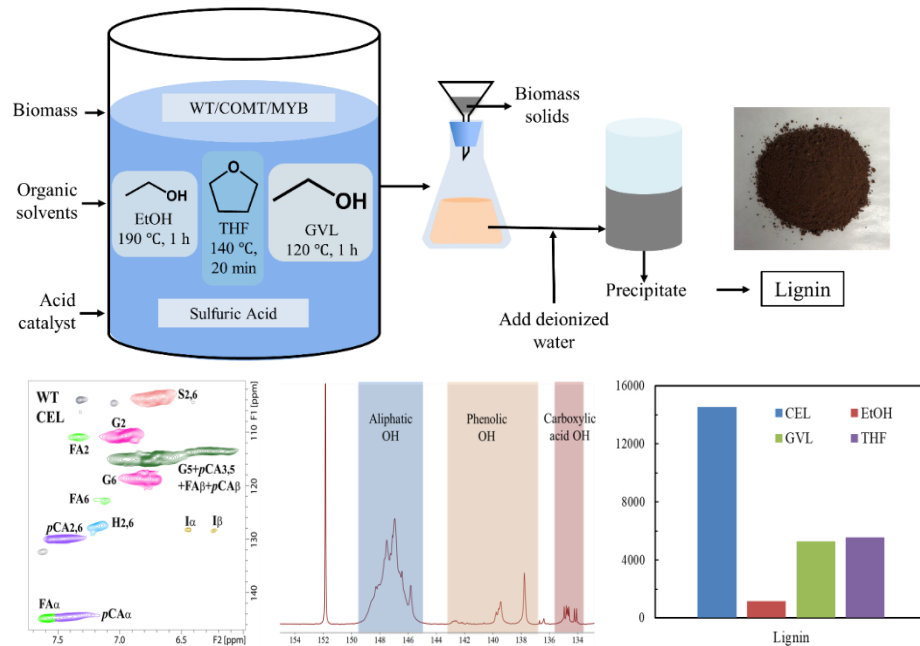 Biomass
WT/COMT/MYB
Organic
solvents
OH
EtOH
190 °C, 1 h
O
THF
140 °C,
20 min
OH
GVL
120 °C, 1 h
Acid
catalyst
Sulfuric Acid
Biomass
solids
Add deionized
water
Precipitate
Lignin
WT
CEL
S2,6
G2
FA2
G5+pCA3,5
+FAβ+pCAβ
G6
FA6
H2,6
pCA2,6
Iα
Iβ
FAα
pCAα
F1 [ppm]
110
120
130
140
7.5
7.0
6.5
F2 [ppm]
Aliphatic
OH
Phenolic
OH
Carboxylic
acid OH
154
152
150
148
146
144
142
140
138
136
134
16000
12000
8000
4000
0
CEL
EtOH
GVL
THF
Lignin